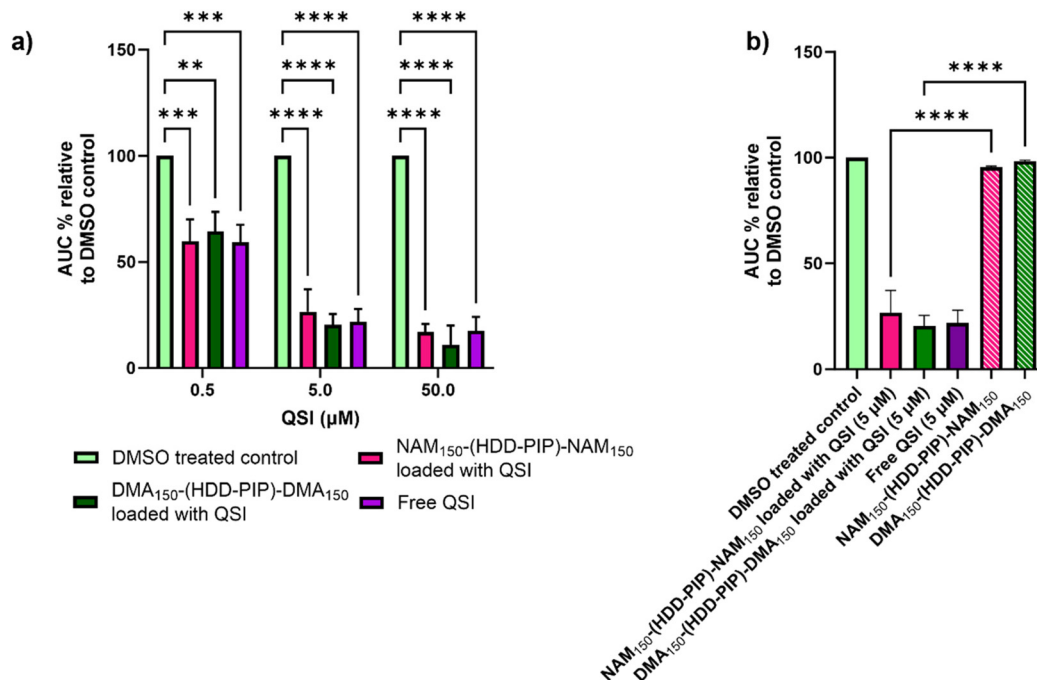 a)
AUC % relative
to DMSO control
150
100
50
0
***
**
***
****
****
****
****
****
****
0.5
5.0
50.0
QSI (µM)
DMSO treated control
NAM₁₅₀-(HDD-PIP)-NAM₁₅₀
loaded with QSI
DMA₁₅₀-(HDD-PIP)-DMA₁₅₀
loaded with QSI
Free QSI
b)
AUC % relative
to DMSO control
150
100
50
0
****
****
DMSO treated control
NAM₁₅₀-(HDD-PIP)-NAM₁₅₀ loaded with QSI (5 µM)
DMA₁₅₀-(HDD-PIP)-DMA₁₅₀ loaded with QSI (5 µM)
Free QSI (5 µM)
NAM₁₅₀-(HDD-PIP)-NAM₁₅₀
DMA₁₅₀-(HDD-PIP)-DMA₁₅₀